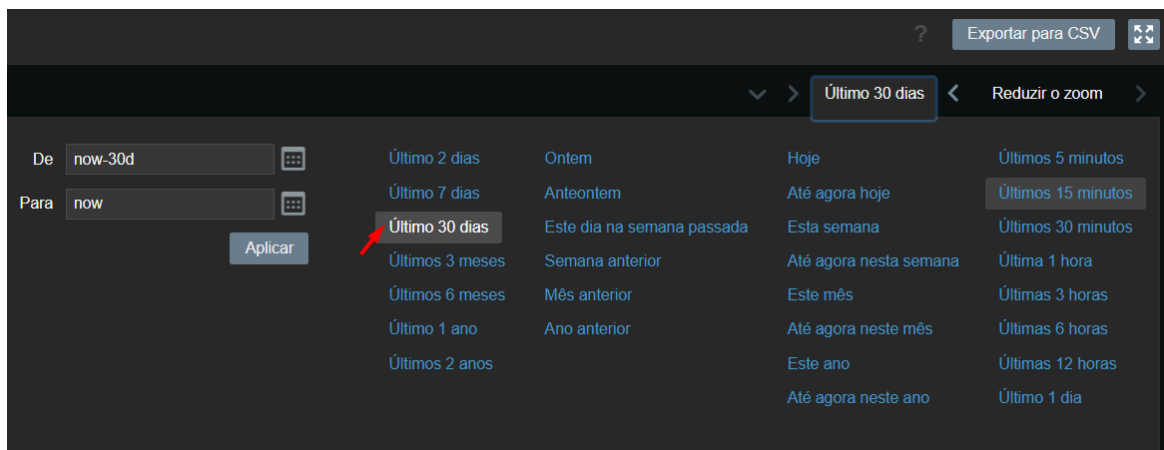 ? Exportar para CSV
Último 30 dias Reduzir o zoom
De now-30d Último 2 dias Ontem Hoje Últimos 5 minutos
Último 7 dias Anteontem Até agora hoje Últimos 15 minutos
Para now
Último 30 dias Este dia na semana passada Esta semana Últimos 30 minutos
Aplicar
Últimos 3 meses Semana anterior Até agora nesta semana Última 1 hora
Últimos 6 meses Mês anterior Este mês Últimas 3 horas
Último 1 ano Ano anterior Até agora neste mês Últimas 6 horas
Últimos 2 anos Este ano Últimas 12 horas
Até agora neste ano Último 1 dia